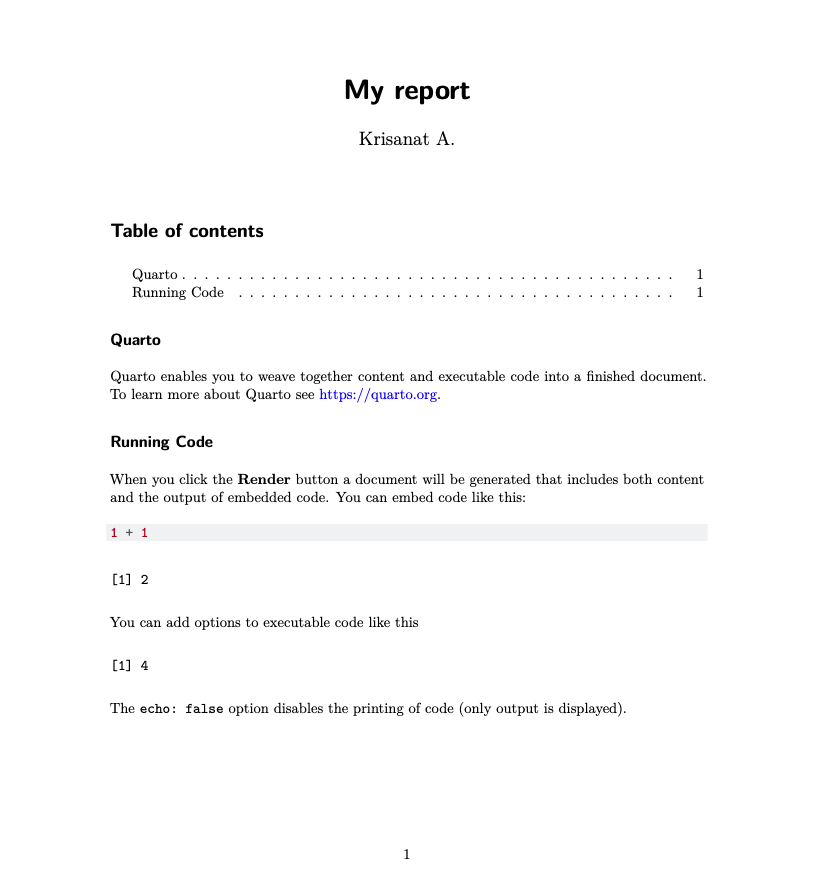 My report
Krisanat A.
Table of contents
Quarto . . . . . . . . . . . . . . . . . . . . . . . . . . . . . . . . . . . . . . . . . . . . 1
Running Code . . . . . . . . . . . . . . . . . . . . . . . . . . . . . . . . . . . . . . . 1
Quarto
Quarto enables you to weave together content and executable code into a finished document.
To learn more about Quarto see https://quarto.org.
Running Code
When you click the Render button a document will be generated that includes both content
and the output of embedded code. You can embed code like this:
1 + 1
[1] 2
You can add options to executable code like this
[1] 4
The echo: false option disables the printing of code (only output is displayed).
1